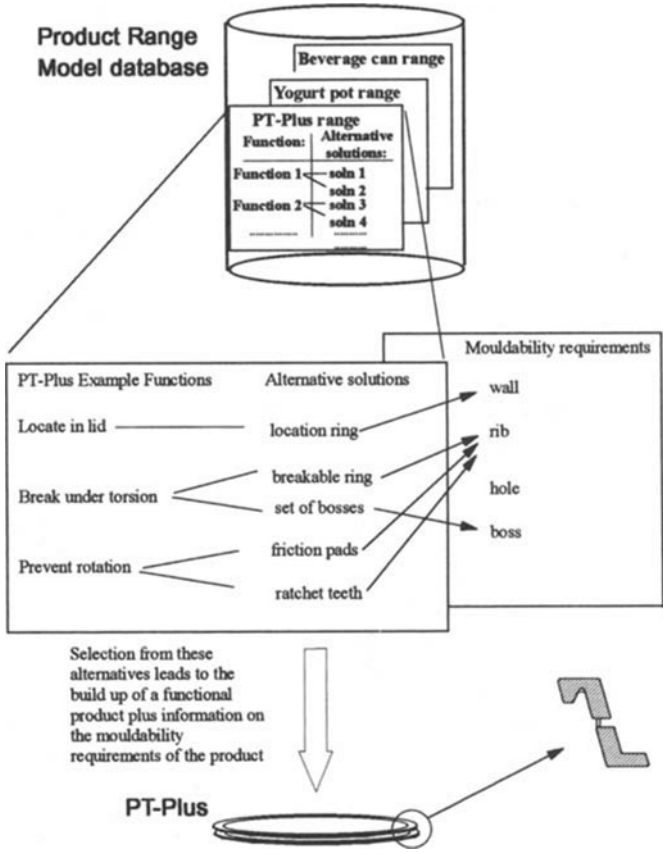 Product Range
Model database
Beverage can range
Yogurt pot range
PT-Plus range
Function:
Alternative
solutions:
Function 1
soln 1
soln 2
Function 2
soln 3
soln 4
Mouldability requirements
PT-Plus Example Functions
Alternative solutions
wall
Locate in lid
location ring
rib
breakable ring
Break under torsion
hole
set of bosses
boss
friction pads
Prevent rotation
ratchet teeth
Selection from these
alternatives leads to the
build up of a functional
product plus information on
the mouldability
requirements of the product
PT-Plus